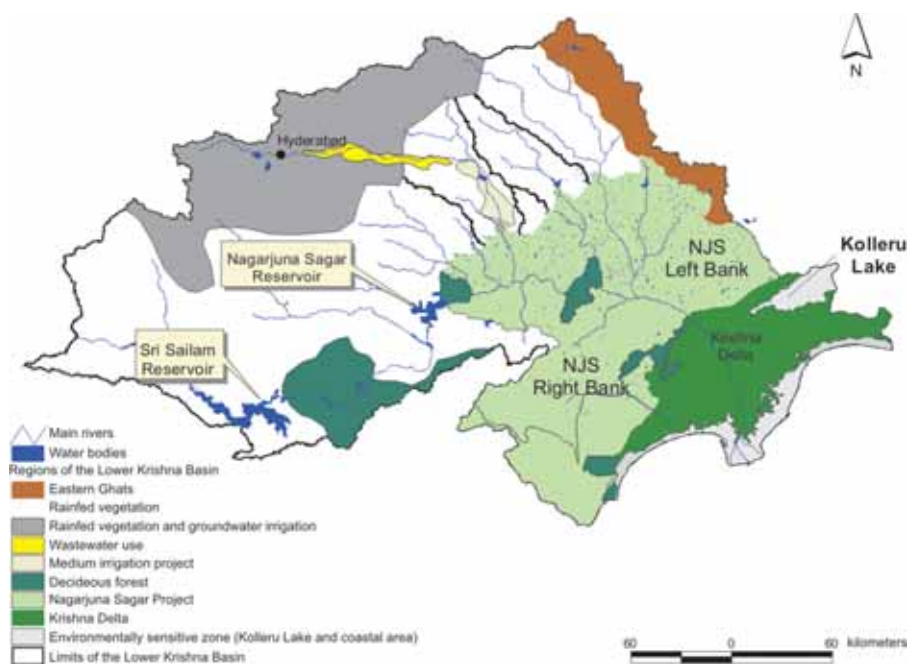 N
Hyderabad
Kolleru
Lake
NJS
Left Bank
Nagarjuna Sagar
Reservoir
Krishna
Delta
NJS
Right Bank
Sri Sailam
Reservoir
Main rivers
Water bodies
Regions of the Lower Krishna Basin
Eastern Ghats
Rainfed vegetation
Rainfed vegetation and groundwater irrigation
Wastewater use
Medium irrigation project
Decideous forest
Nagarjuna Sagar Project
Krishna Delta
Environmentally sensitive zone (Kolleru Lake and coastal area)
Limits of the Lower Krishna Basin
60 0 60 kilometers